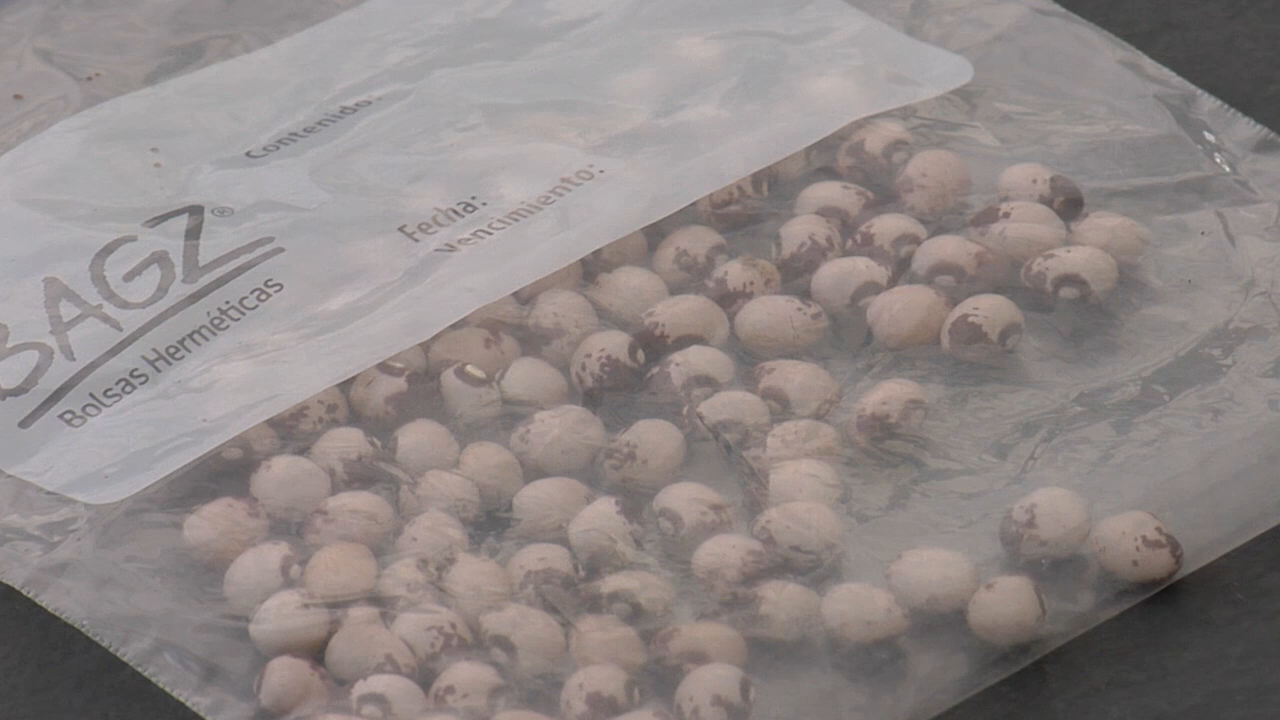 BAGZ®
Bolsas Herméticas
Contenido:
Fecha:
Vencimiento: